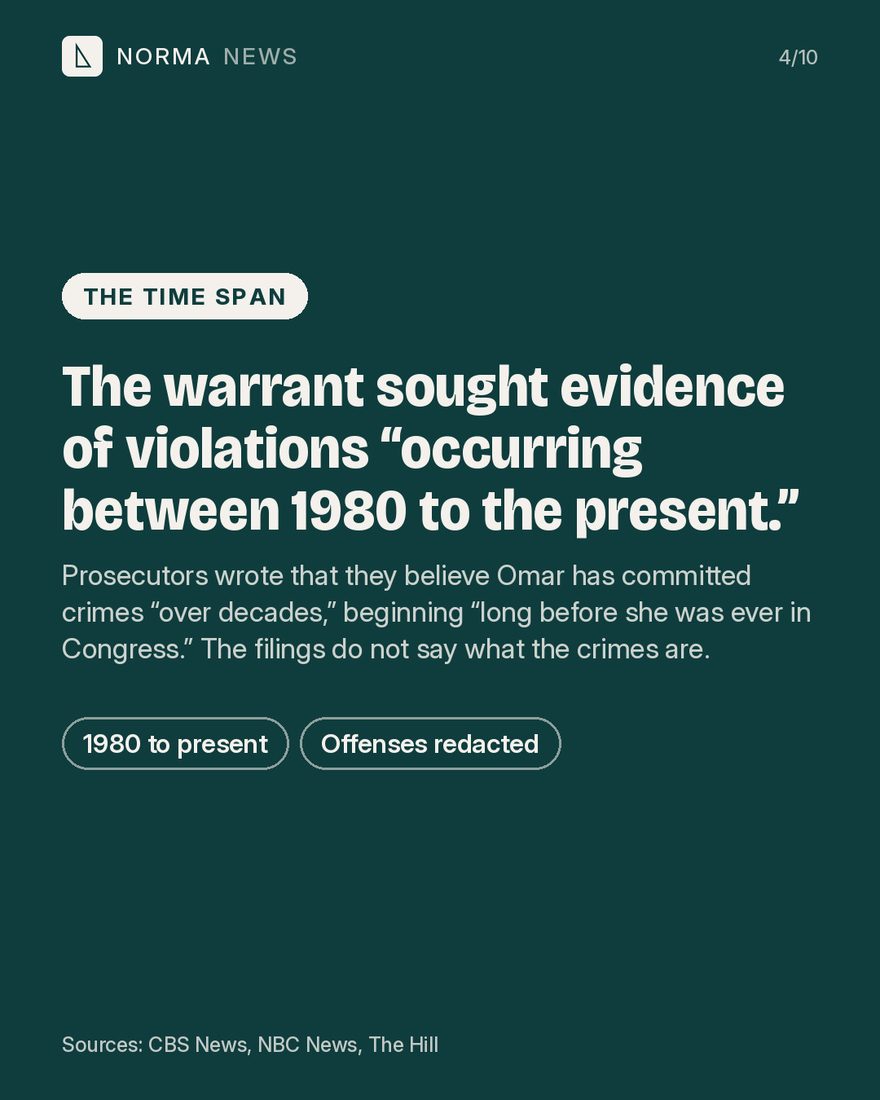 NORMA NEWS
4/10
THE TIME SPAN
The warrant sought evidence
of violations “occurring
between 1980 to the present.”
Prosecutors wrote that they believe Omar has committed
crimes “over decades,” beginning “long before she was ever in
Congress.” The filings do not say what the crimes are.
1980 to present
Offenses redacted
Sources: CBS News, NBC News, The Hill